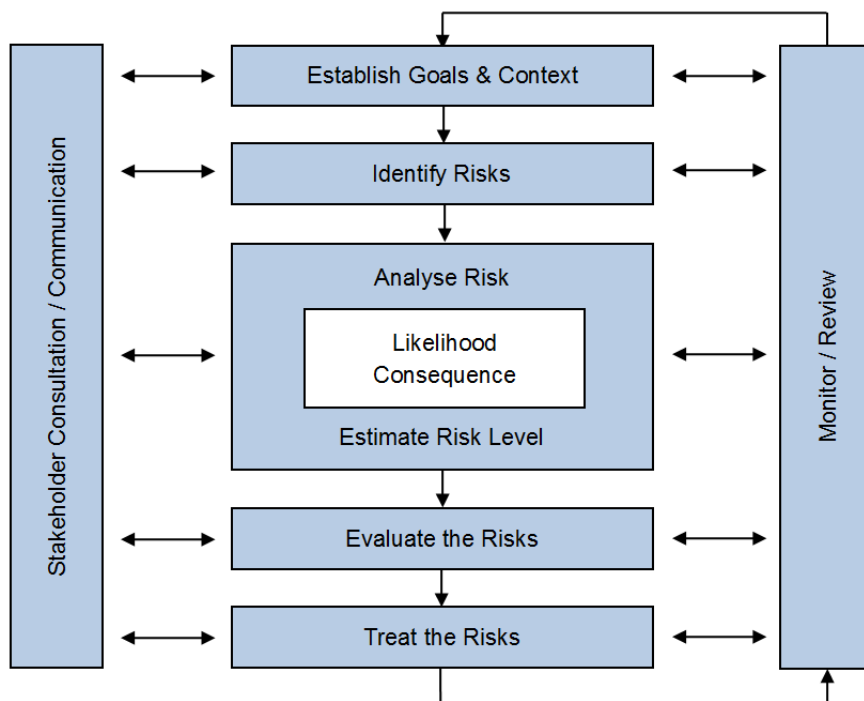 Stakeholder Consultation / Communication
Establish Goals & Context
Identify Risks
Analyse Risk
Likelihood
Consequence
Estimate Risk Level
Evaluate the Risks
Treat the Risks
Monitor / Review